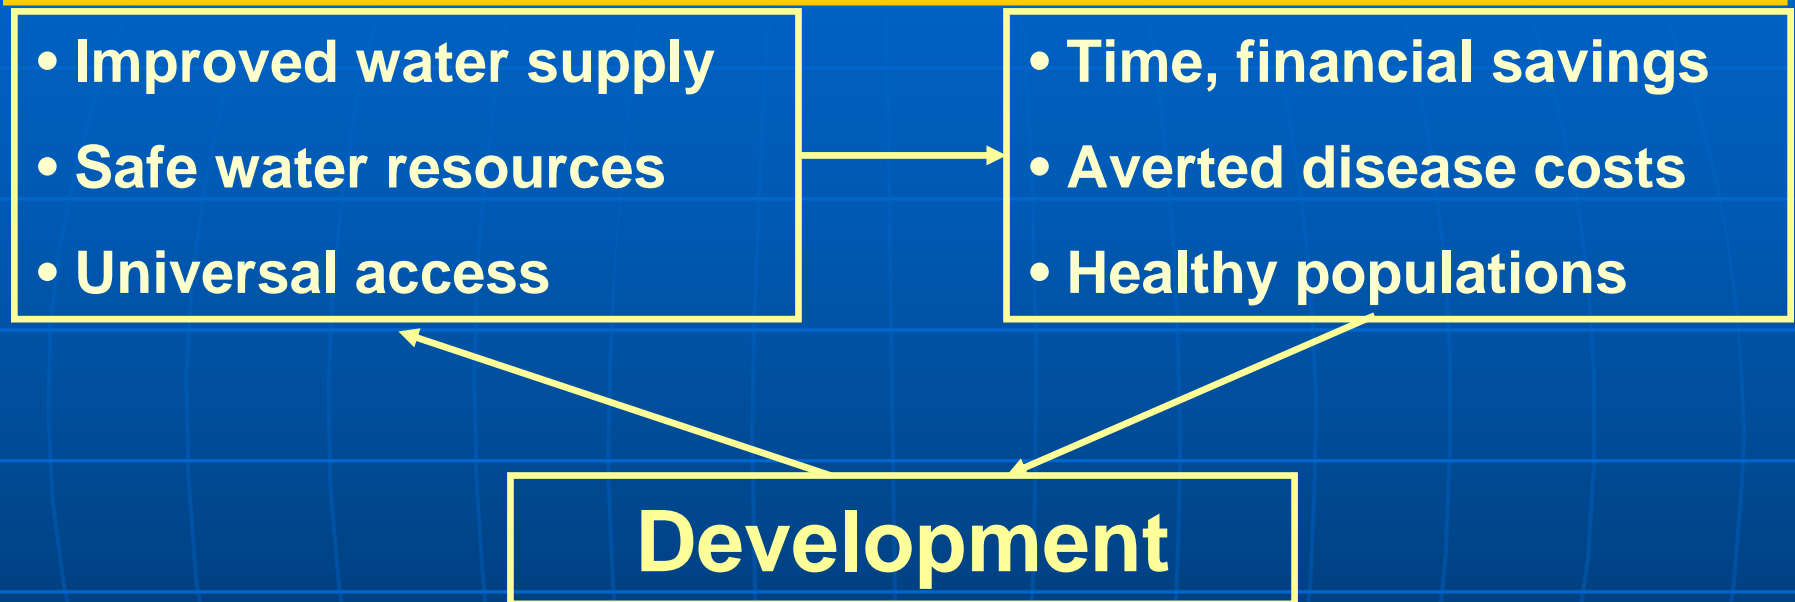 • Improved water supply
• Safe water resources
• Universal access
• Time, financial savings
• Averted disease costs
• Healthy populations
Development